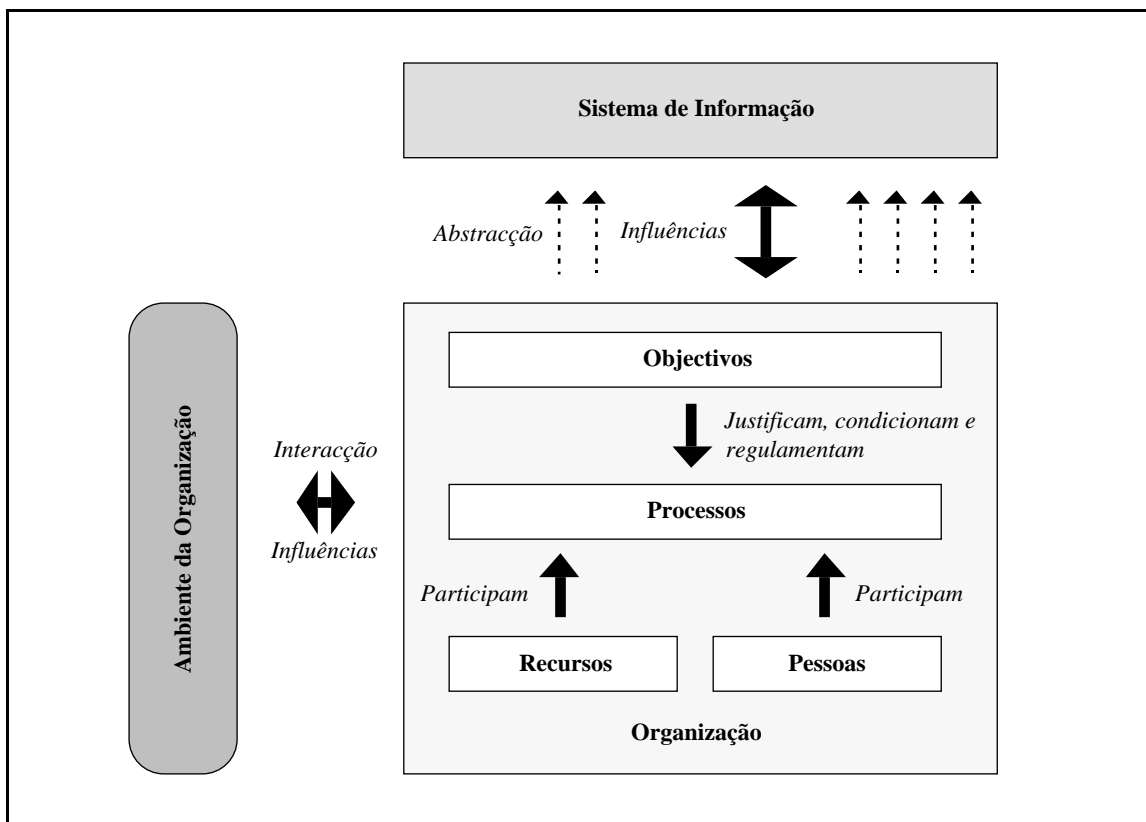 Sistema de Informação
Abstracção
Influências
Ambiente da Organização
Interacção
Influências
Objectivos
Justificam, condicionam e
regulamentam
Processos
Participam
Participam
Recursos
Pessoas
Organização